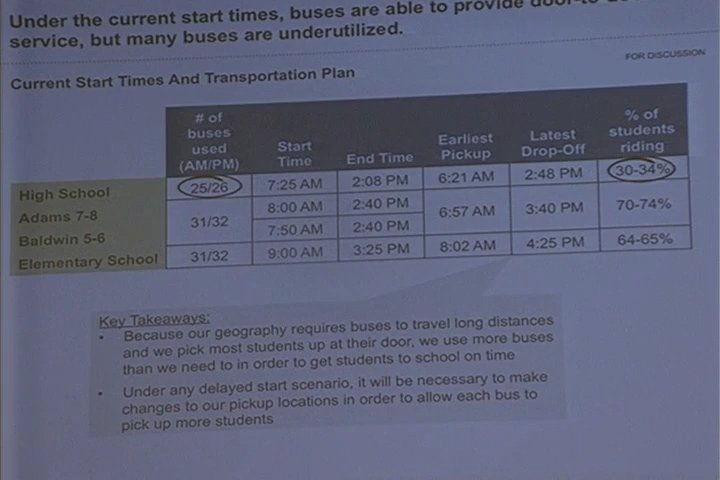 Under the current start times, buses are able to provide
service, but many buses are underutilized.
FOR DISCUSSION
Current Start Times And Transportation Plan
# of buses used (AM/PM) Start Time End Time Earliest Pickup Latest Drop-Off % of students riding
High School 25/26 7:25 AM 2:08 PM 6:21 AM 2:48 PM 30-34%
Adams 7-8 31/32 8:00 AM 2:40 PM 6:57 AM 3:40 PM 70-74%
Baldwin 5-6 7:50 AM 2:40 PM
Elementary School 31/32 9:00 AM 3:25 PM 8:02 AM 4:25 PM 64-65%
Key Takeaways:
• Because our geography requires buses to travel long distances
and we pick most students up at their door, we use more buses
than we need to in order to get students to school on time
• Under any delayed start scenario, it will be necessary to make
changes to our pickup locations in order to allow each bus to
pick up more students